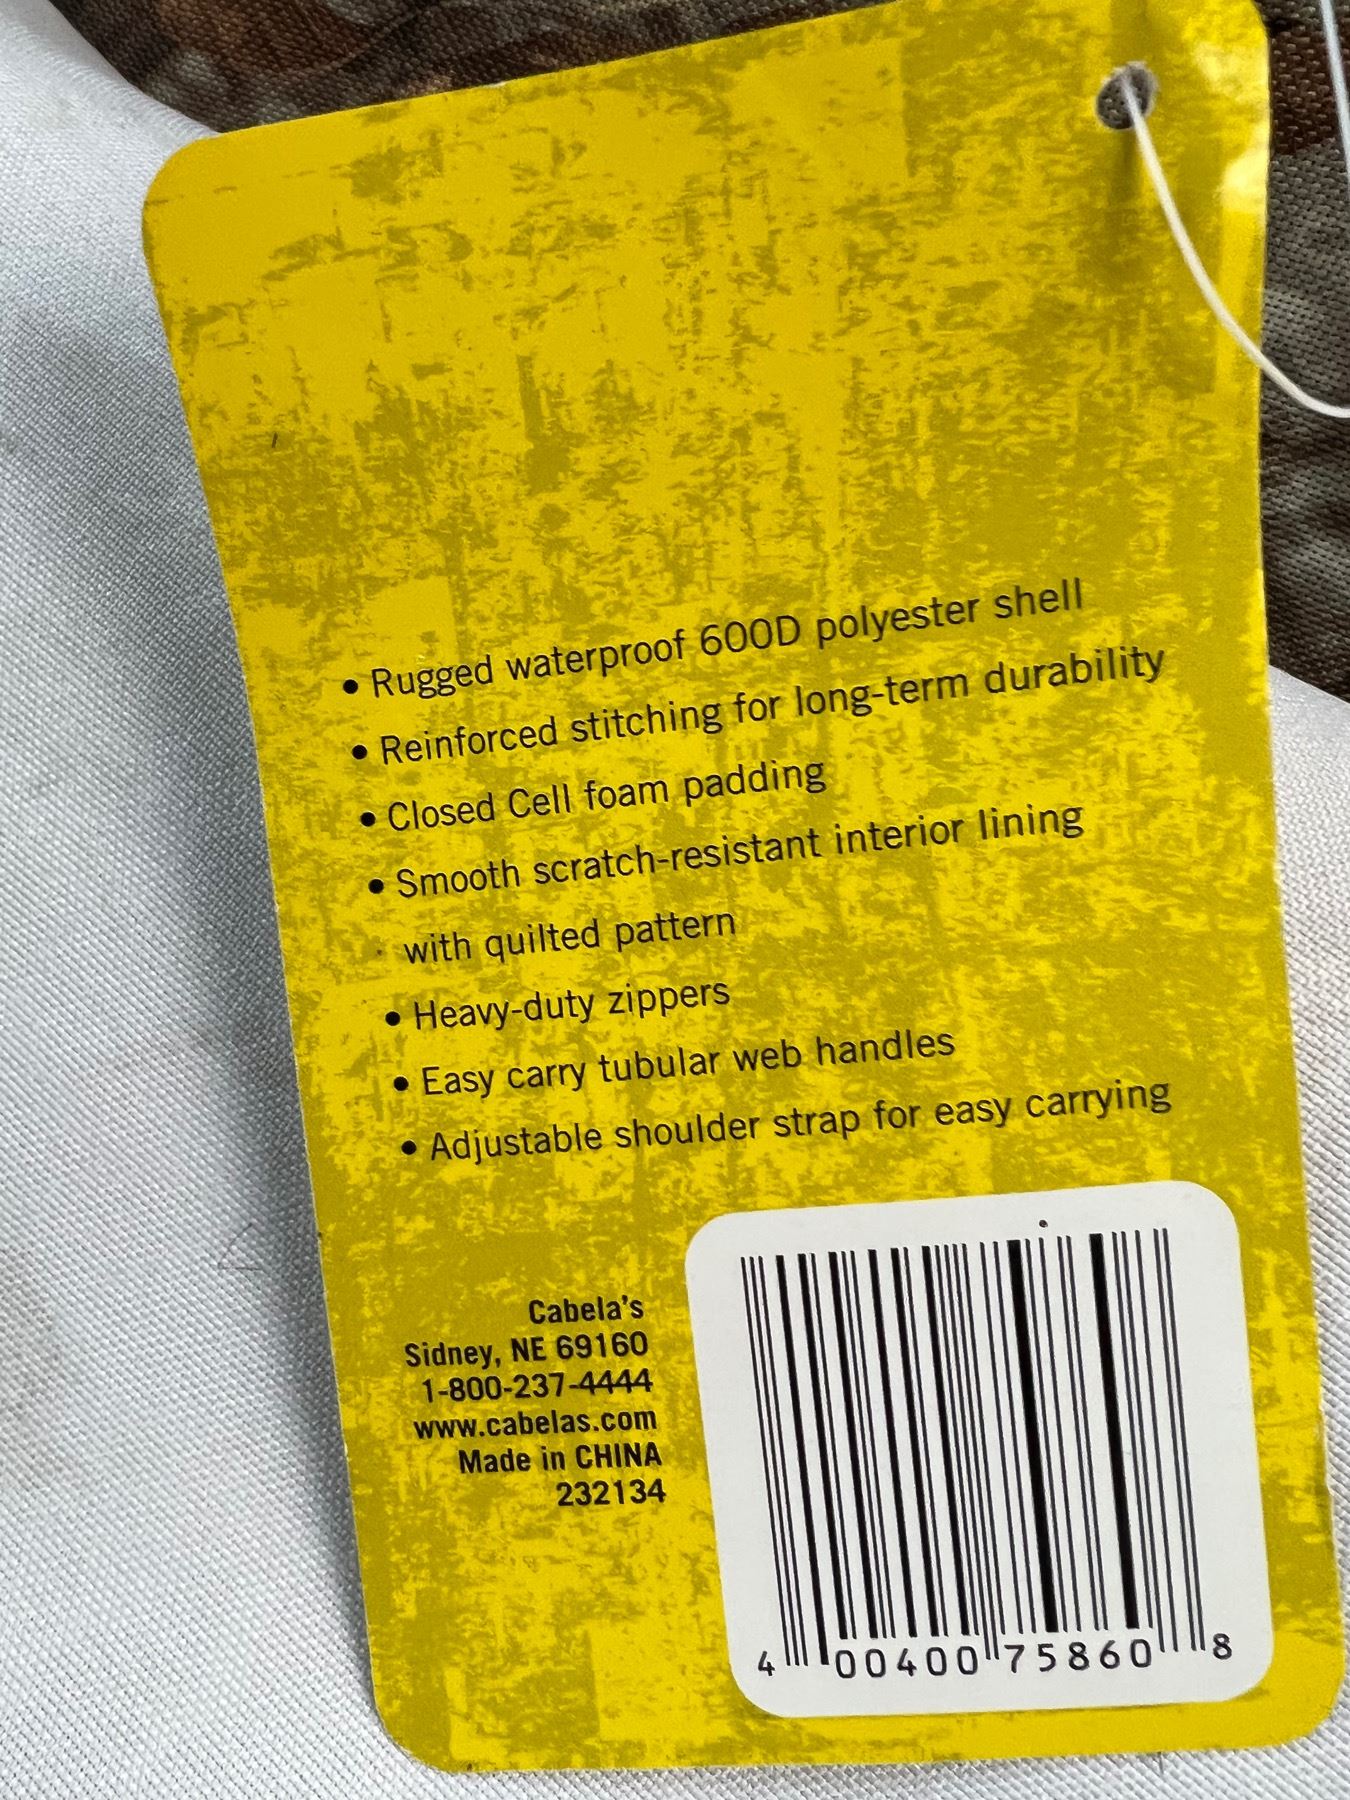 • Rugged waterproof 600D polyester shell
• Reinforced stitching for long-term durability
• Closed Cell foam padding
• Smooth scratch-resistant interior lining
with quilted pattern
• Heavy-duty zippers
• Easy carry tubular web handles
• Adjustable shoulder strap for easy carrying
Cabela's
Sidney, NE 69160
1-800-237-4444
www.cabelas.com
Made in CHINA
232134
4 00400 75860 8